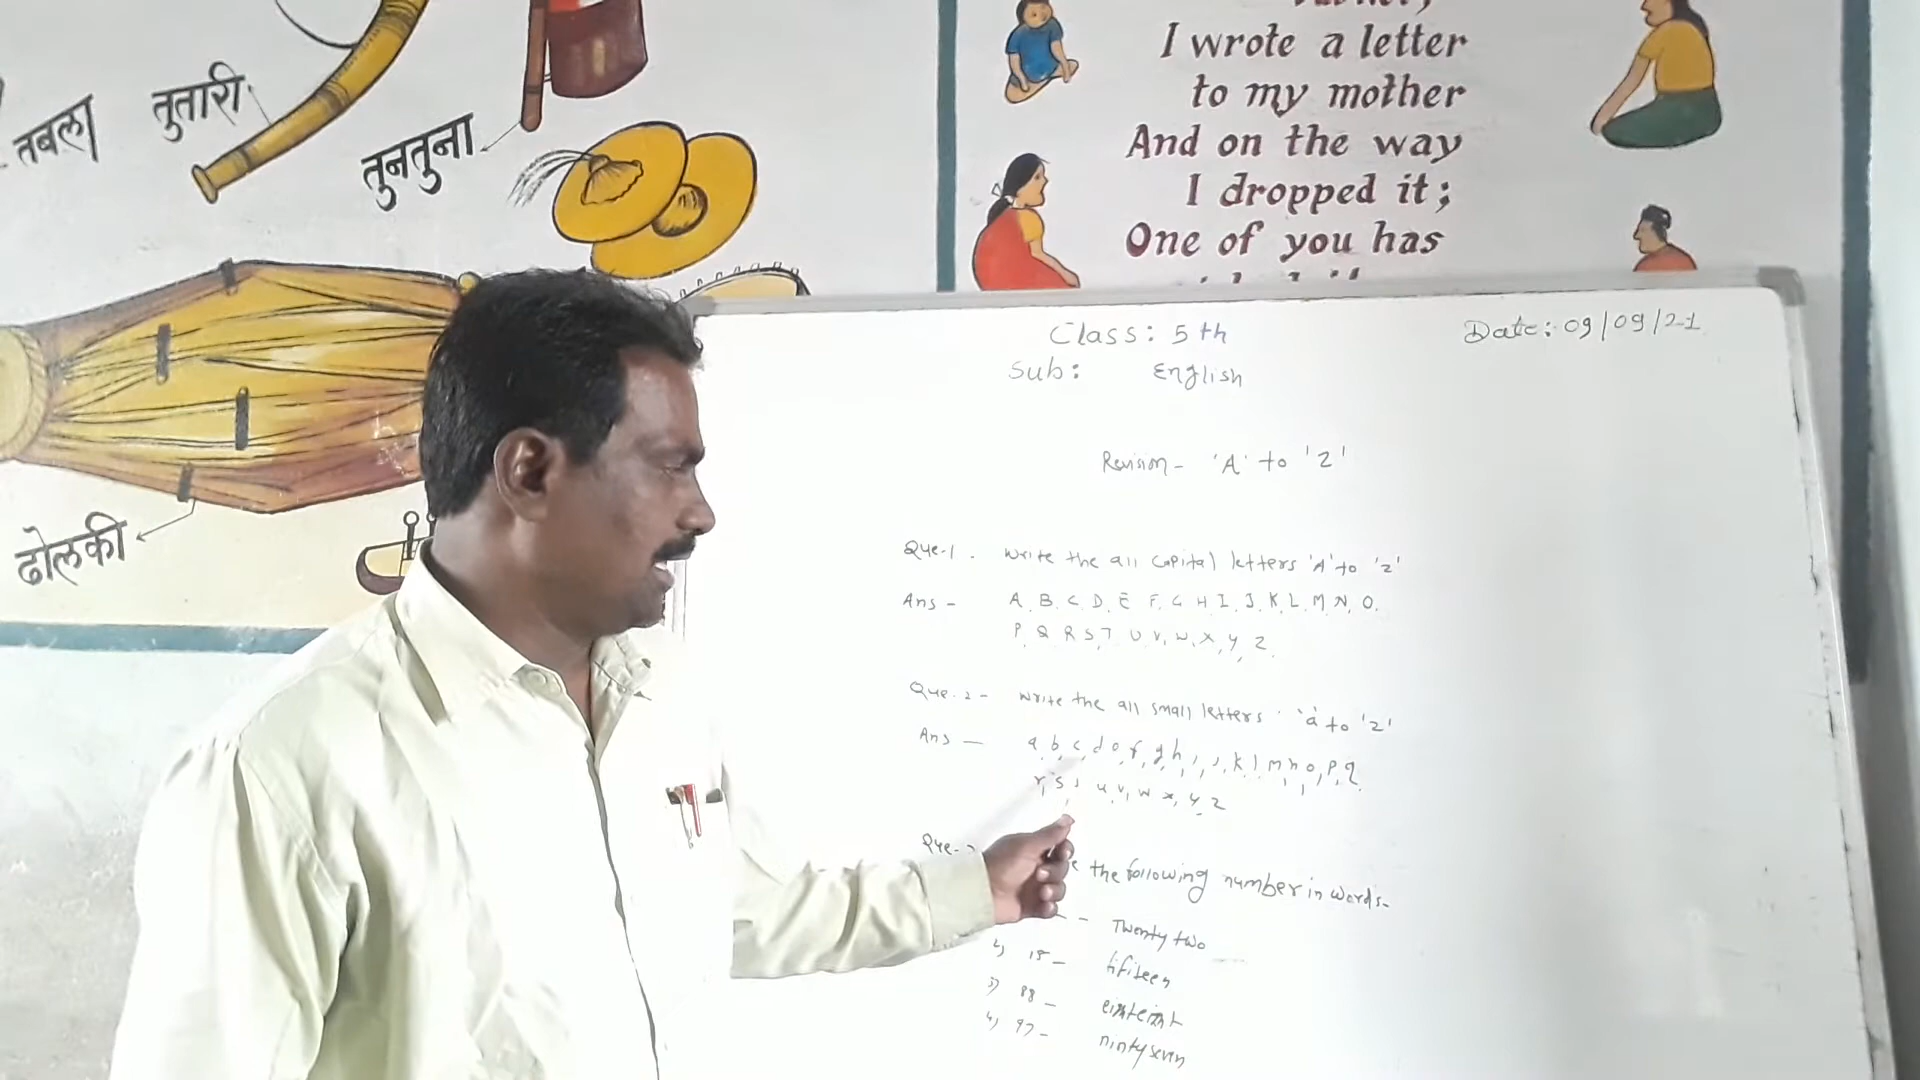 तबला
तुतारी
तुनतुना
ढोलकी
I wrote a letter
to my mother
And on the way
I dropped it;
One of you has
Class: 5th
Date: 09/09/21
Sub: English
Revision - 'A' to 'Z'
Que-1. Write the all capital letters 'A' to 'Z'
Ans - A, B, C, D, E F, G H I, J, K, L, M, N, O,
P, Q R S, T U V, W, X, Y, Z.
Que. 2 - Write the all small letters 'a' to 'z'
Ans - a, b, c, d e, f, g, h, i, j, k, l, m, n, o, p, q
r, s t u, v, w x, y z
Que- the following number in words-
- Twenty two
2) 15 - fifiteen
3) 88 -
4) 97 - nintyseven